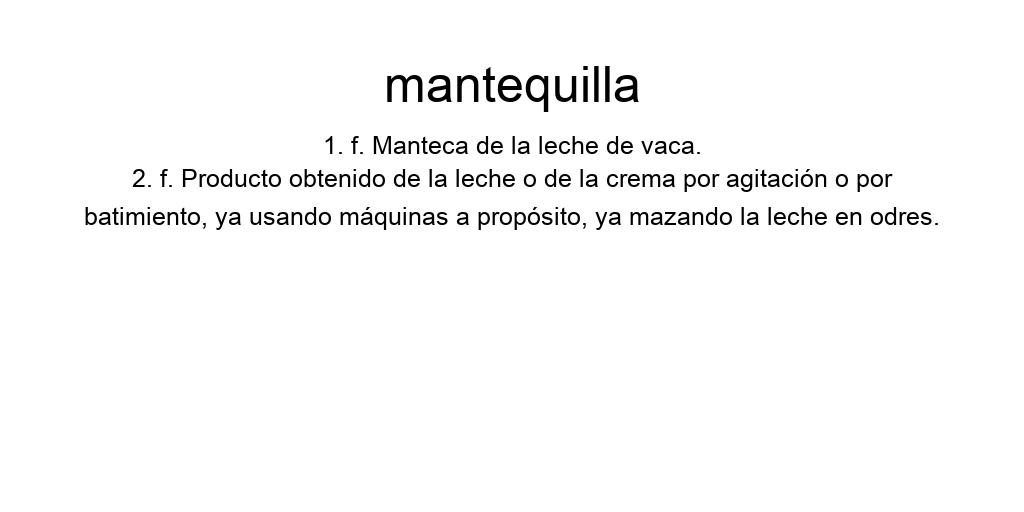 mantequilla
1. f. Manteca de la leche de vaca.
2. f. Producto obtenido de la leche o de la crema por agitación o por
batimiento, ya usando máquinas a propósito, ya mazando la leche en odres.